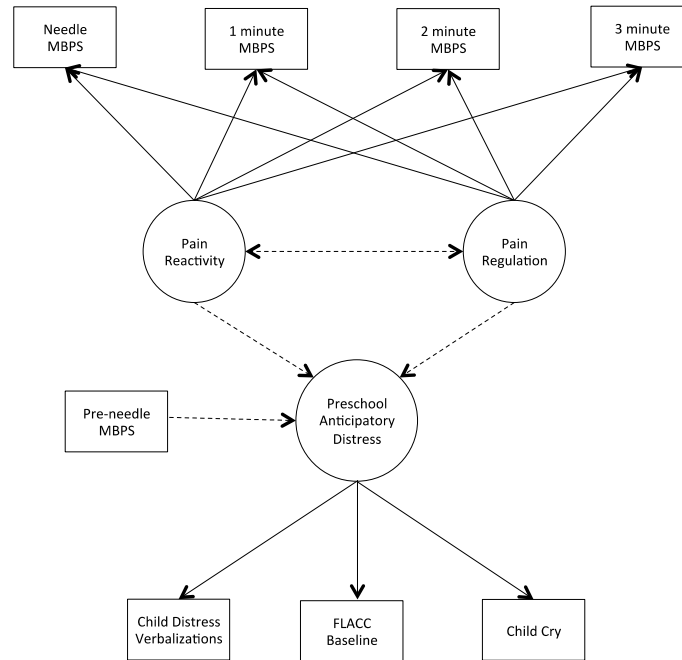 Needle
MBPS
1 minute
MBPS
2 minute
MBPS
3 minute
MBPS
Pain
Reactivity
Pain
Regulation
Preschool
Anticipatory
Distress
Pre-needle
MBPS
Child Distress
Verbalizations
FLACC
Baseline
Child Cry